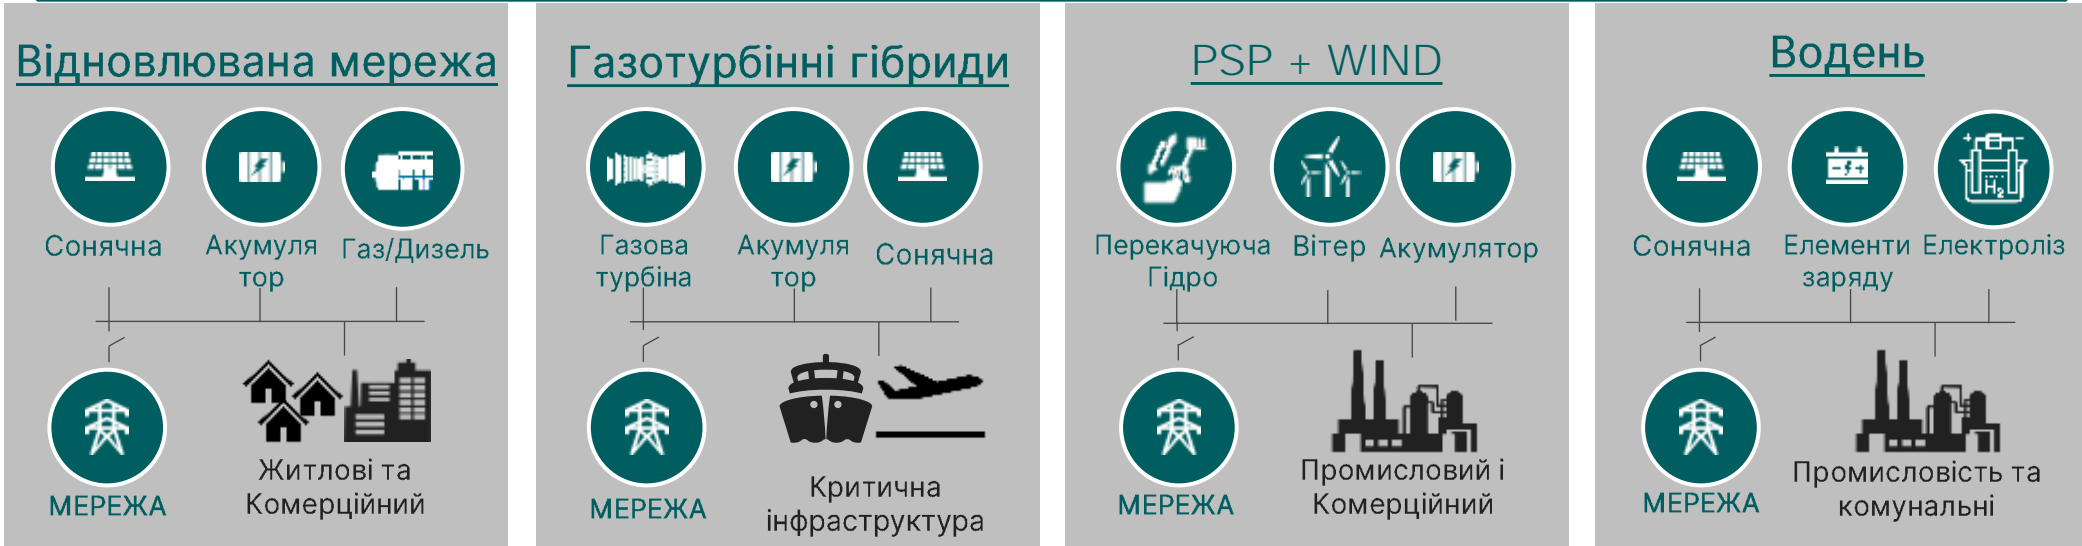 Відновлювана мережа
Сонячна
Акумуля
тор
Газ/Дизель
МЕРЕЖА
Житлові та
Комерційний
Газотурбінні гібриди
Газова
турбіна
Акумуля
тор
Сонячна
МЕРЕЖА
Критична
інфраструктура
PSP + WIND
Перекачуюча
Гідро
Вітер
Акумулятор
МЕРЕЖА
Промисловий і
Комерційний
Водень
Сонячна
Елементи
заряду
Електроліз
H2
МЕРЕЖА
Промисловість та
комунальні